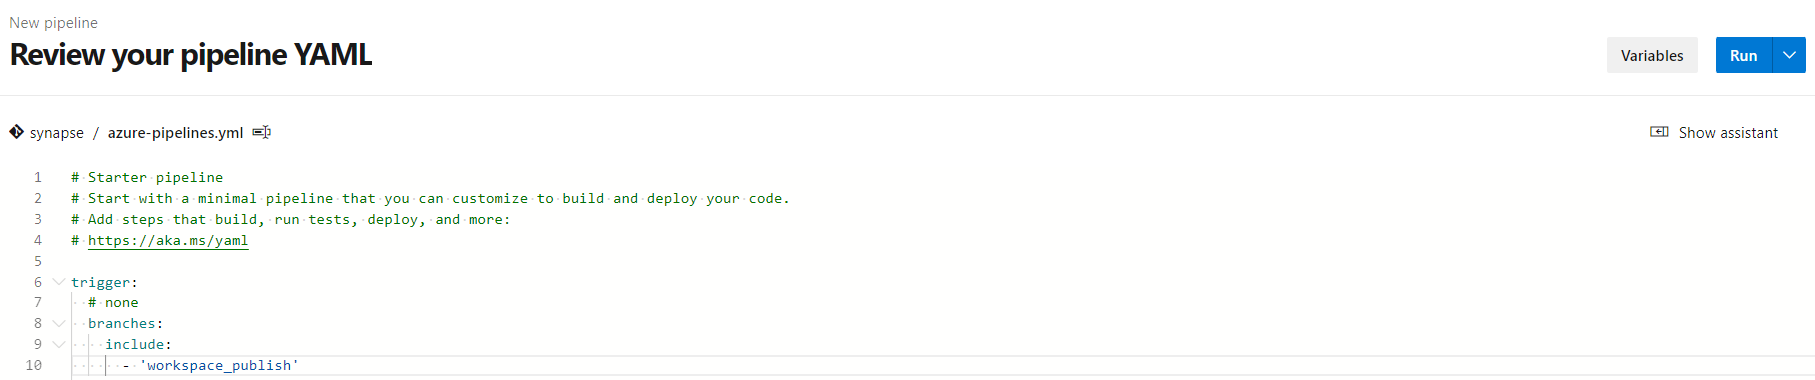 New pipeline
Review your pipeline YAML
Variables
Run
synapse / azure-pipelines.yml
Show assistant
1 # Starter pipeline
2 # Start with a minimal pipeline that you can customize to build and deploy your code.
3 # Add steps that build, run tests, deploy, and more:
4 # https://aka.ms/yaml
5
6 trigger:
7   # none
8   branches:
9     include:
10       - 'workspace_publish'